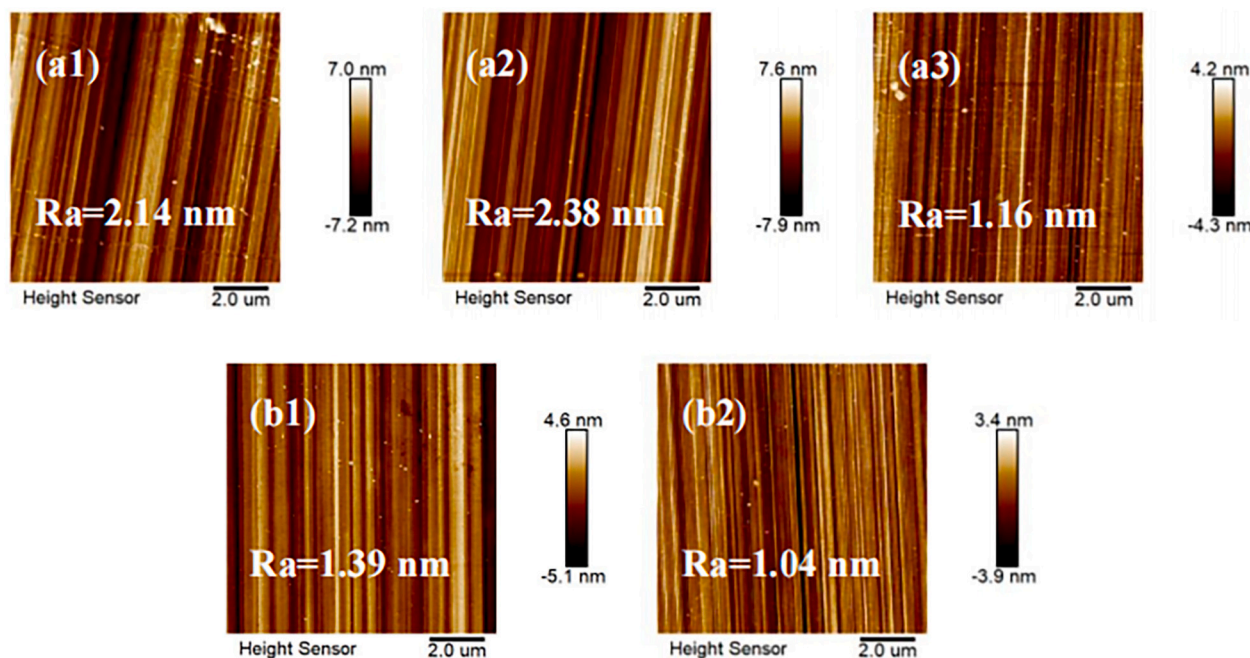 (a1)
7.0 nm
Ra=2.14 nm
-7.2 nm
Height Sensor
2.0 um
(a2)
7.6 nm
Ra=2.38 nm
-7.9 nm
Height Sensor
2.0 um
(a3)
4.2 nm
Ra=1.16 nm
-4.3 nm
Height Sensor
2.0 um
(b1)
4.6 nm
Ra=1.39 nm
-5.1 nm
Height Sensor
2.0 um
(b2)
3.4 nm
Ra=1.04 nm
-3.9 nm
Height Sensor
2.0 um